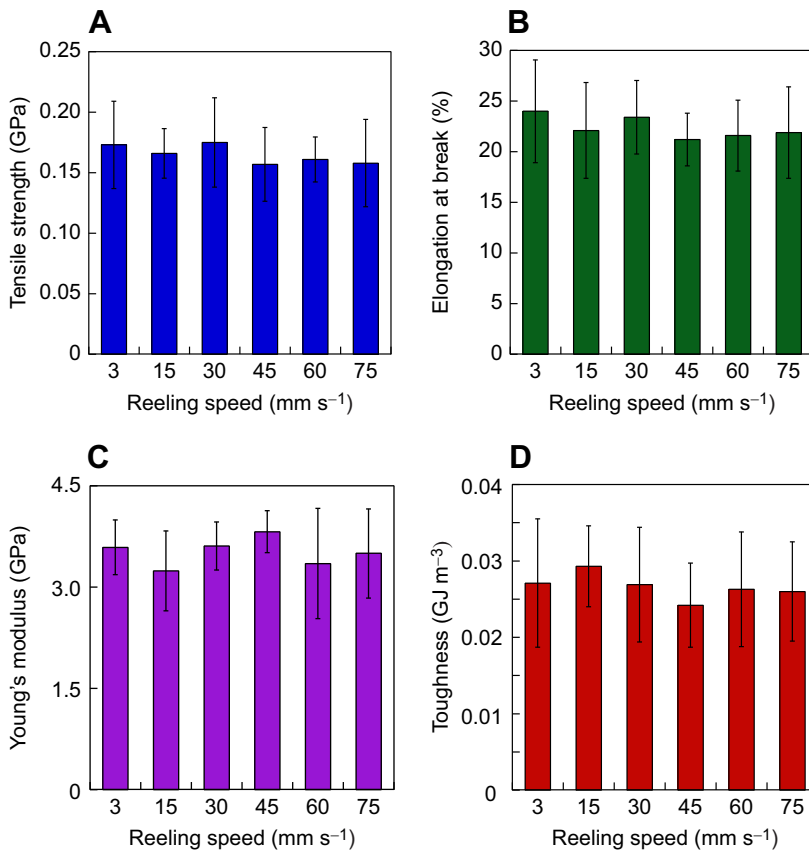 A
Tensile strength (GPa)
0.25
0.20
0.15
0.10
0.05
0
3 15 30 45 60 75
Reeling speed (mm s⁻¹)
B
Elongation at break (%)
30
25
20
15
10
5
0
3 15 30 45 60 75
Reeling speed (mm s⁻¹)
C
Young's modulus (GPa)
4.5
3.0
1.5
0
3 15 30 45 60 75
Reeling speed (mm s⁻¹)
D
Toughness (GJ m⁻³)
0.04
0.03
0.02
0.01
0
3 15 30 45 60 75
Reeling speed (mm s⁻¹)